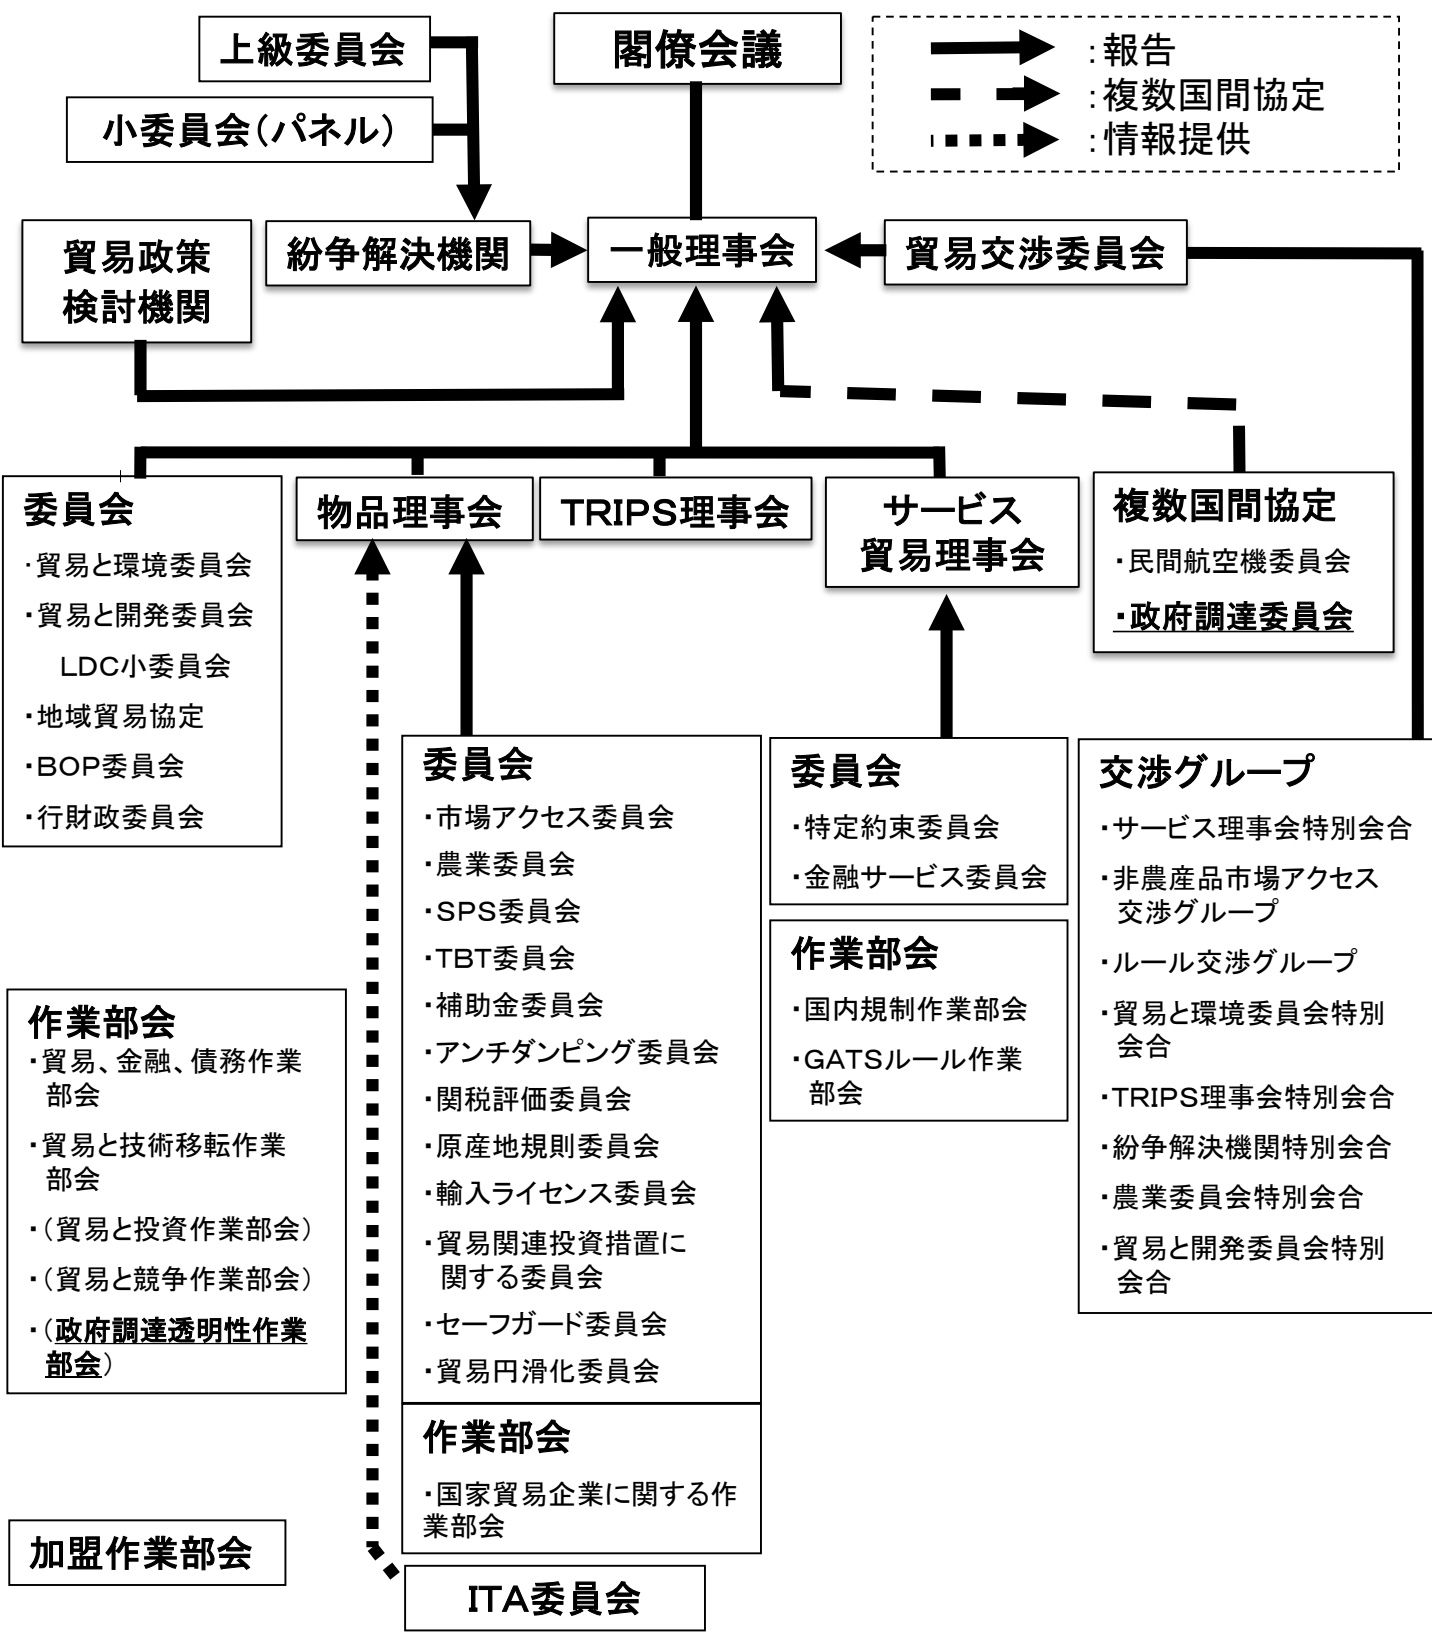 上級委員会
閣僚会議
：報告
：複数国間協定
：情報提供
小委員会（パネル）
貿易政策
検討機関
紛争解決機関
一般理事会
貿易交渉委員会
委員会
・貿易と環境委員会
・貿易と開発委員会
LDC小委員会
・地域貿易協定
・BOP委員会
・行財政委員会
物品理事会
TRIPS理事会
サービス
貿易理事会
複数国間協定
・民間航空機委員会
・政府調達委員会
委員会
・市場アクセス委員会
・農業委員会
・SPS委員会
・TBT委員会
・補助金委員会
・アンチダンピング委員会
・関税評価委員会
・原産地規則委員会
・輸入ライセンス委員会
・貿易関連投資措置に
関する委員会
・セーフガード委員会
・貿易円滑化委員会
作業部会
・国家貿易企業に関する作
業部会
委員会
・特定約束委員会
・金融サービス委員会
作業部会
・国内規制作業部会
・GATSルール作業
部会
交渉グループ
・サービス理事会特別会合
・非農産品市場アクセス
交渉グループ
・ルール交渉グループ
・貿易と環境委員会特別
会合
・TRIPS理事会特別会合
・紛争解決機関特別会合
・農業委員会特別会合
・貿易と開発委員会特別
会合
作業部会
・貿易、金融、債務作業
部会
・貿易と技術移転作業
部会
・（貿易と投資作業部会）
・（貿易と競争作業部会）
・（政府調達透明性作業
部会）
加盟作業部会
ITA委員会